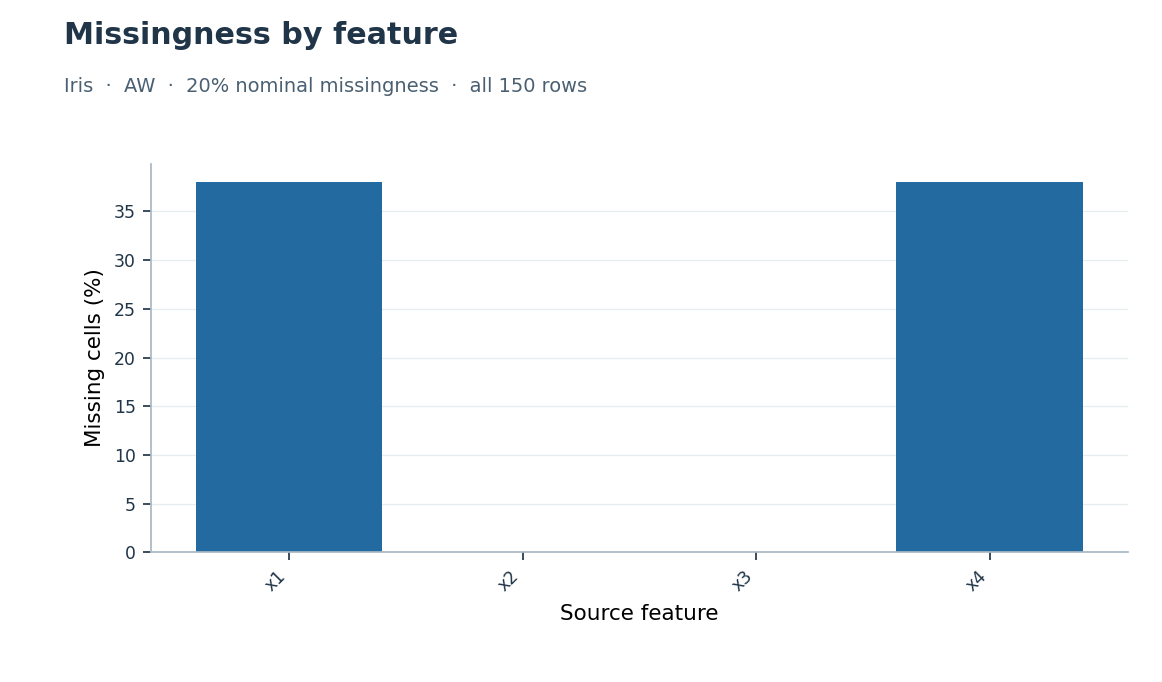 Missingness by feature
Iris · AW · 20% nominal missingness · all 150 rows
Missing cells (%)
35
30
25
20
15
10
5
0
x1
x2
x3
x4
Source feature